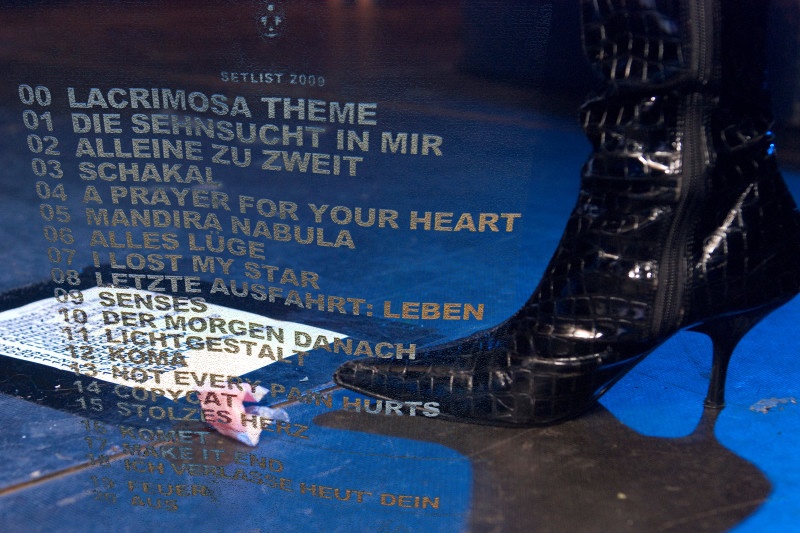 SETLIST 2009
00 LACRIMOSA THEME
01 DIE SEHNSUCHT IN MIR
02 ALLEINE ZU ZWEIT
03 SCHAKAL
04 A PRAYER FOR YOUR HEART
05 MANDIRA NABULA
06 ALLES LÜGE
07 I LOST MY STAR
08 LETZTE AUSFAHRT: LEBEN
09 SENSES
10 DER MORGEN DANACH
11 LICHTGESTALT
12 KOMA
13 NOT EVERY PAIN HURTS
14 COPYCAT
15 STOLZES HERZ
16 KOMET
17 MAKE IT END
18 ICH VERLASSE HEUT' DEIN
19 FEUER
AUS